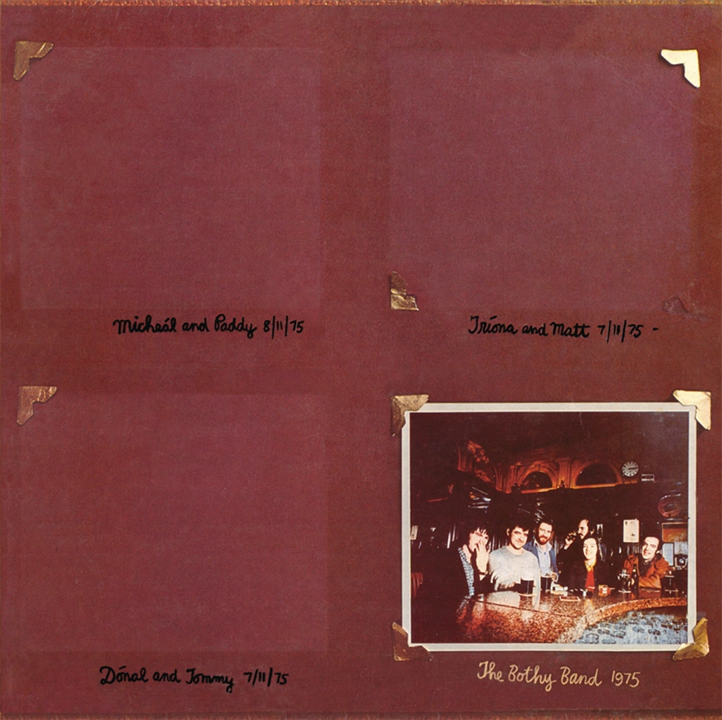 Micheál and Paddy 8/11/75
Tríona and Matt 7/11/75 -
Dónal and Tommy 7/11/75
The Bothy Band 1975